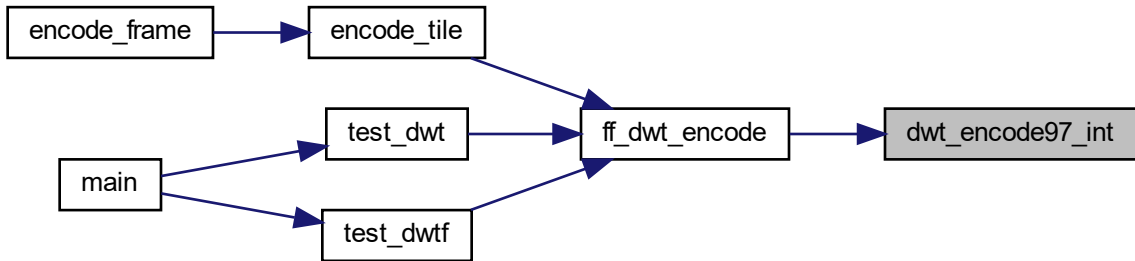 encode_frame
encode_tile
test_dwt
ff_dwt_encode
dwt_encode97_int
main
test_dwtf